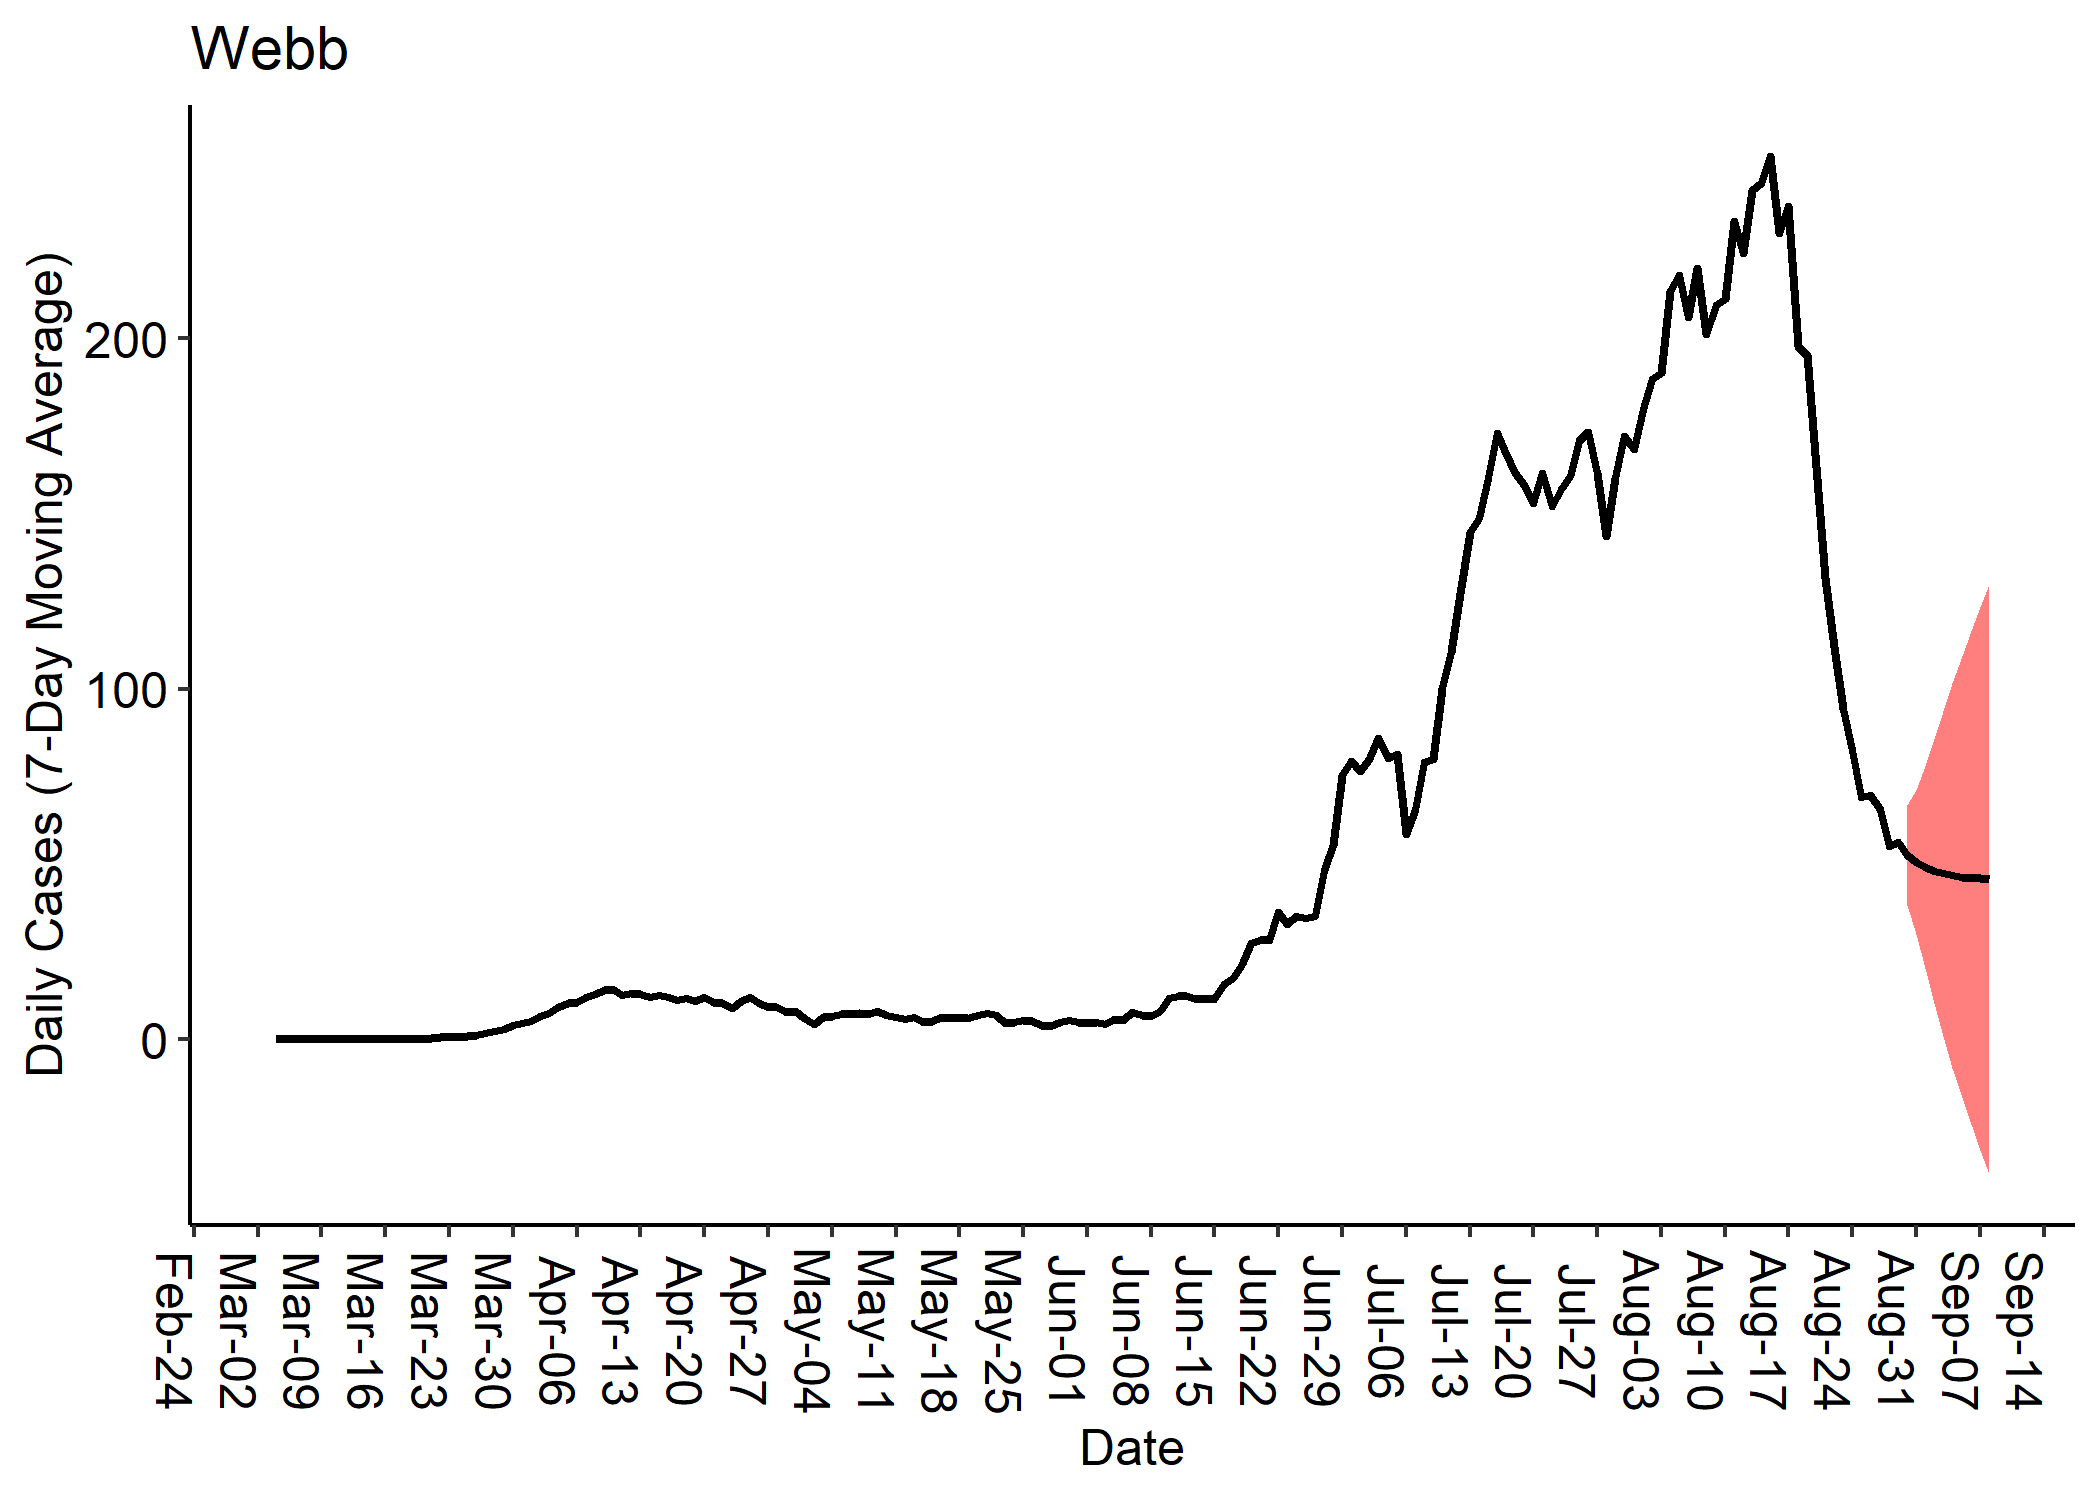 Webb
Daily Cases (7-Day Moving Average)
200
100
0
Feb-24
Mar-02
Mar-09
Mar-16
Mar-23
Mar-30
Apr-06
Apr-13
Apr-20
Apr-27
May-04
May-11
May-18
May-25
Jun-01
Jun-08
Jun-15
Jun-22
Jun-29
Jul-06
Jul-13
Jul-20
Jul-27
Aug-03
Aug-10
Aug-17
Aug-24
Aug-31
Sep-07
Sep-14
Date